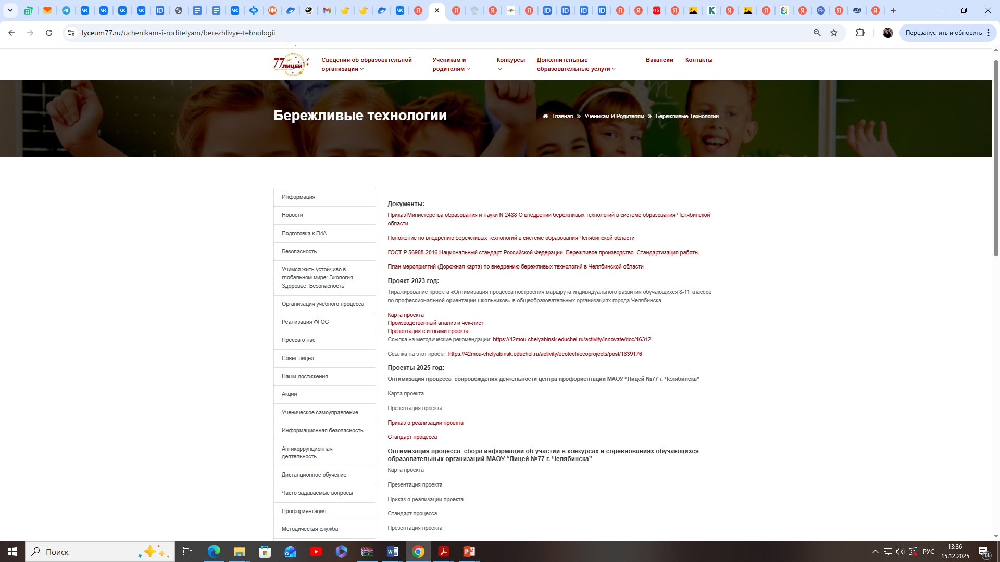 lyceum77.ru/uchenikam-i-roditelyam/berezhlivye-tehnologii
Перезапустить и обновить
77 ЛИЦЕЙ
Сведения об образовательной
организации
Ученикам и
родителям
Конкурсы
Дополнительные
образовательные услуги
Вакансии
Контакты
Бережливые технологии
Главная » Ученикам И Родителям » Бережливые Технологии
Информация
Новости
Подготовка к ГИА
Безопасность
Учимся жить устойчиво в
глобальном мире: Экология.
Здоровье. Безопасность
Организация учебного процесса
Реализация ФГОС
Пресса о нас
Совет лицея
Наши достижения
Акции
Ученическое самоуправление
Информационная безопасность
Антикоррупционная
деятельность
Дистанционное обучение
Часто задаваемые вопросы
Профориентация
Методическая служба
Документы:
Приказ Министерства образования и науки N 2488 О внедрении бережливых технологий в системе образования Челябинской
области
Положение по внедрению бережливых технологий в системе образования Челябинской области
ГОСТ Р 56908-2016 Национальный стандарт Российской Федерации. Бережливое производство. Стандартизация работы.
План мероприятий (Дорожная карта) по внедрению бережливых технологий в Челябинской области
Проект 2023 год:
Тиражирование проекта «Оптимизация процесса построения маршрута индивидуального развития обучающихся 8-11 классов
по профессиональной ориентации школьников» в общеобразовательных организациях города Челябинска
Карта проекта
Производственный анализ и чек-лист
Презентация с итогами проекта
Ссылка на методические рекомендации: https://42mou-chelyabinsk.educhel.ru/activity/innovate/doc/16312
Ссылка на этот проект: https://42mou-chelyabinsk.educhel.ru/activity/ecotech/ecoprojects/post/1839176
Проекты 2025 год:
Оптимизация процесса  сопровождения деятельности центра профориентации МАОУ “Лицей №77 г. Челябинска”
Карта проекта
Презентация проекта
Приказ о реализации проекта
Стандарт процесса
Оптимизация процесса  сбора информации об участии в конкурсах и соревнованиях обучающихся
образовательных организаций МАОУ “Лицей №77 г. Челябинска”
Карта проекта
Презентация проекта
Приказ о реализации проекта
Стандарт процесса
Презентация проекта
Поиск
РУС
13:36
15.12.2025
13